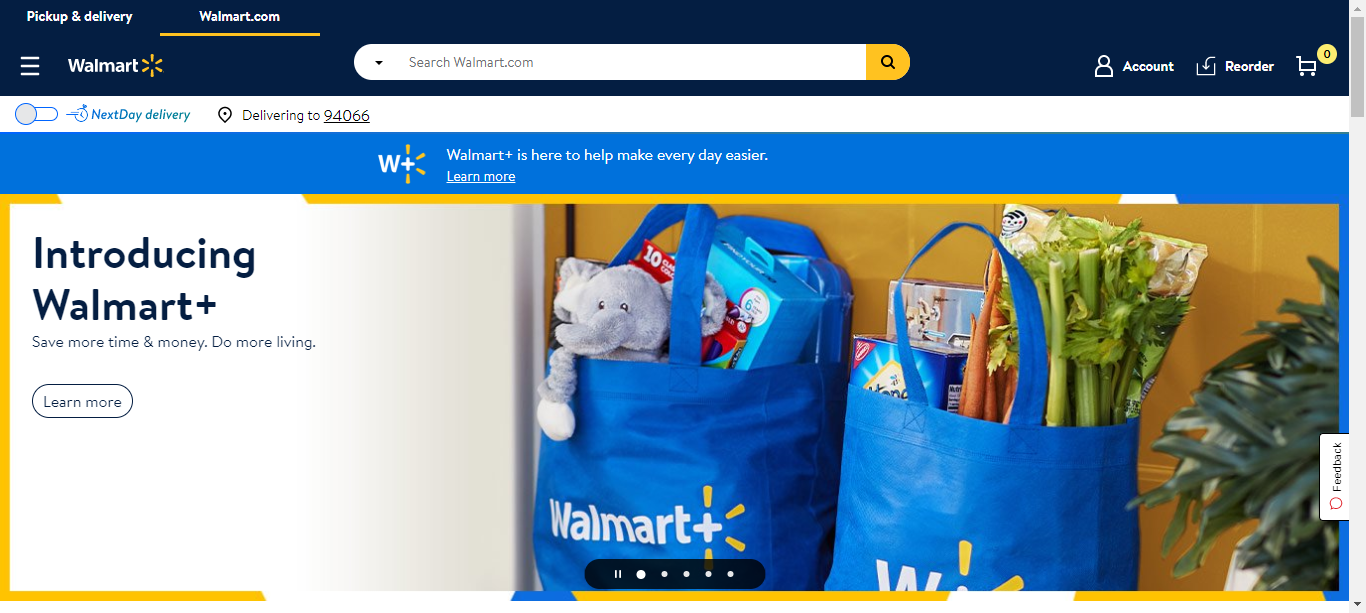 Pickup & delivery
Walmart.com
Walmart
Search Walmart.com
Account
Reorder
0
NextDay delivery
Delivering to 94066
W+
Walmart+ is here to help make every day easier.
Learn more
Introducing
Walmart+
Save more time & money. Do more living.
Learn more
10
Walmart+
W
Feedback